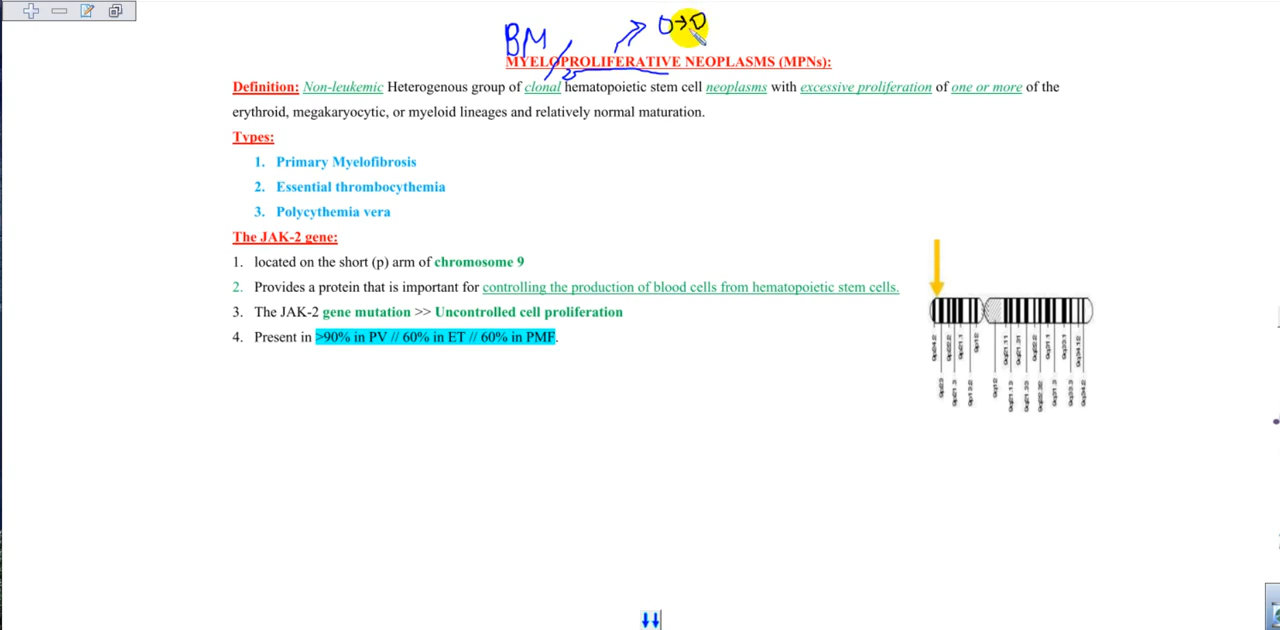 BM
MYELOPROLIFERATIVE NEOPLASMS (MPNs):
Definition: Non-leukemic Heterogenous group of clonal hematopoietic stem cell neoplasms with excessive proliferation of one or more of the
erythroid, megakaryocytic, or myeloid lineages and relatively normal maturation.
Types:
1. Primary Myelofibrosis
2. Essential thrombocythemia
3. Polycythemia vera
The JAK-2 gene:
1. located on the short (p) arm of chromosome 9
2. Provides a protein that is important for controlling the production of blood cells from hematopoietic stem cells.
3. The JAK-2 gene mutation >> Uncontrolled cell proliferation
4. Present in >90% in PV // 60% in ET // 60% in PMF.